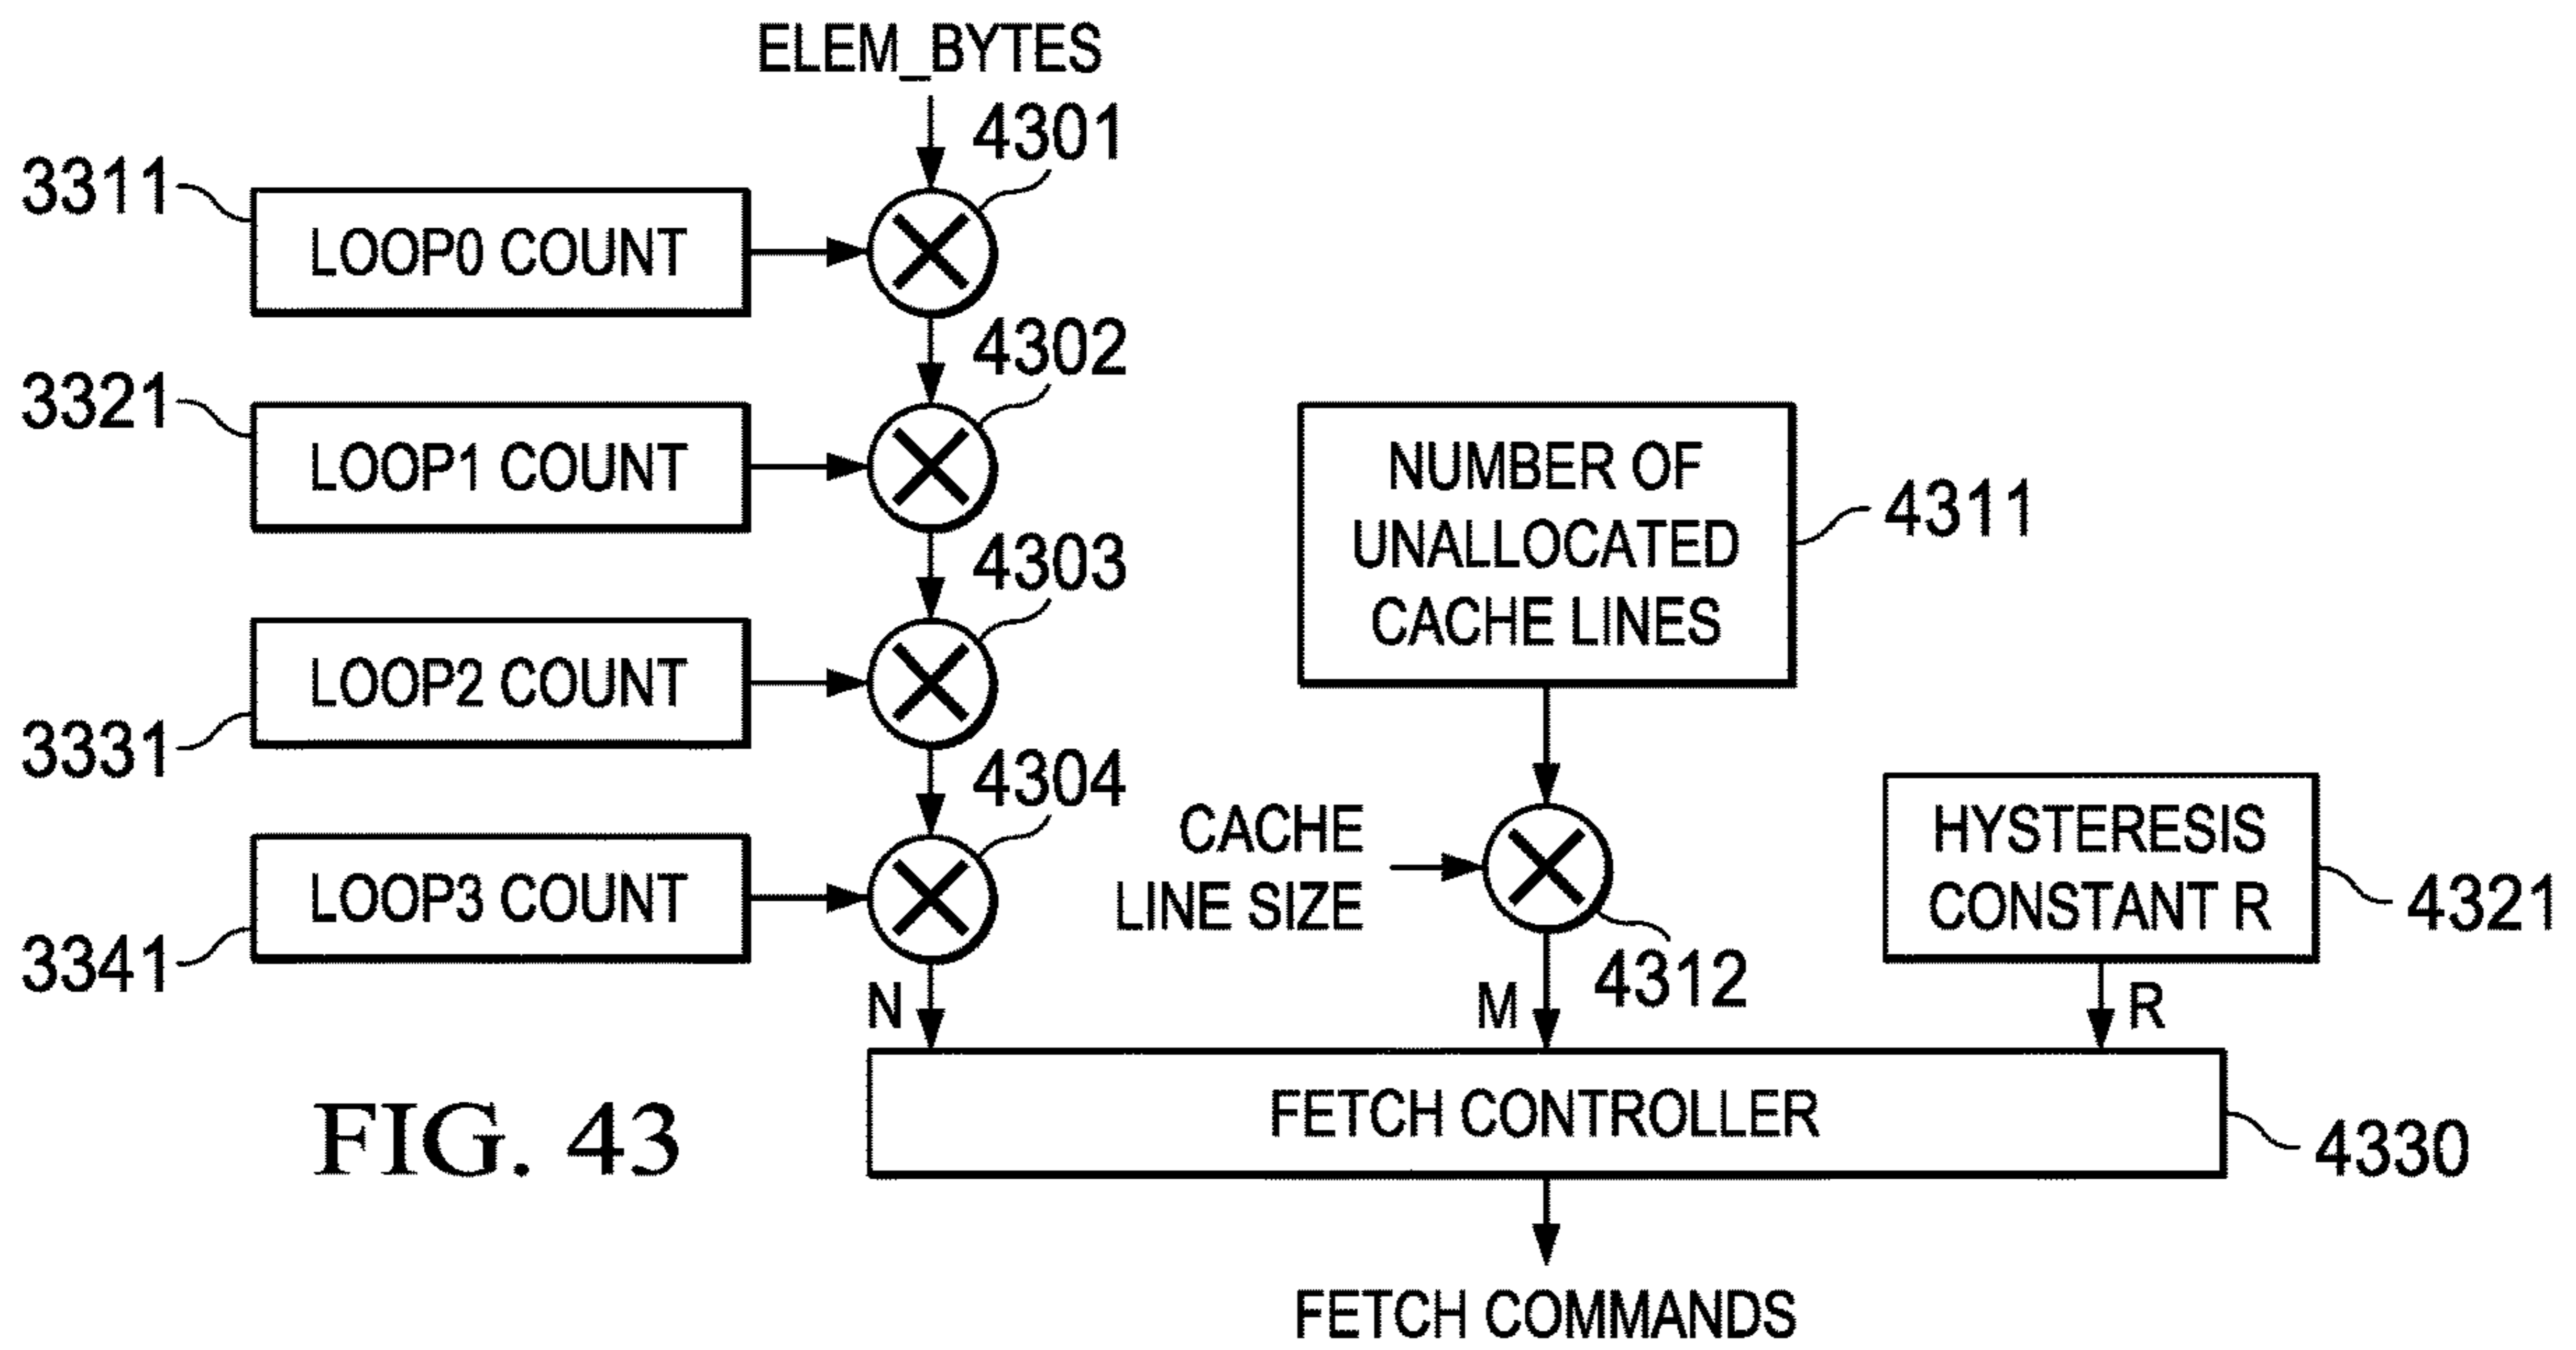 ELEM_BYTES
4301
3311
LOOP0 COUNT
4302
3321
LOOP1 COUNT
4303
LOOP2 COUNT
3331
4304
LOOP3 COUNT
3341
NUMBER OF
UNALLOCATED
CACHE LINES
4311
CACHE
LINE SIZE
4312
HYSTERESIS
CONSTANT R
4321
N
M
R
FETCH CONTROLLER
4330
FETCH COMMANDS
FIG. 43